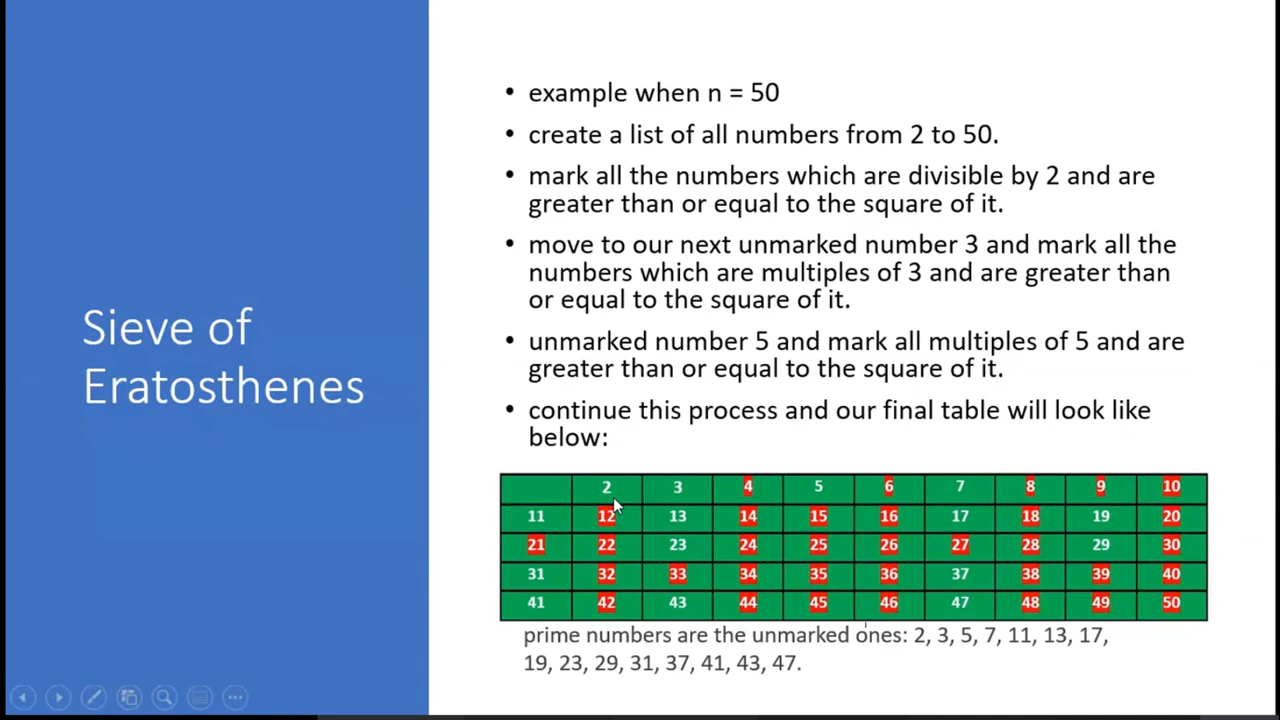 Sieve of
Eratosthenes
• example when n = 50
• create a list of all numbers from 2 to 50.
• mark all the numbers which are divisible by 2 and are
greater than or equal to the square of it.
• move to our next unmarked number 3 and mark all the
numbers which are multiples of 3 and are greater than
or equal to the square of it.
• unmarked number 5 and mark all multiples of 5 and are
greater than or equal to the square of it.
• continue this process and our final table will look like
below:
2 3 4 5 6 7 8 9 10
11 12 13 14 15 16 17 18 19 20
21 22 23 24 25 26 27 28 29 30
31 32 33 34 35 36 37 38 39 40
41 42 43 44 45 46 47 48 49 50
prime numbers are the unmarked ones: 2, 3, 5, 7, 11, 13, 17,
19, 23, 29, 31, 37, 41, 43, 47.